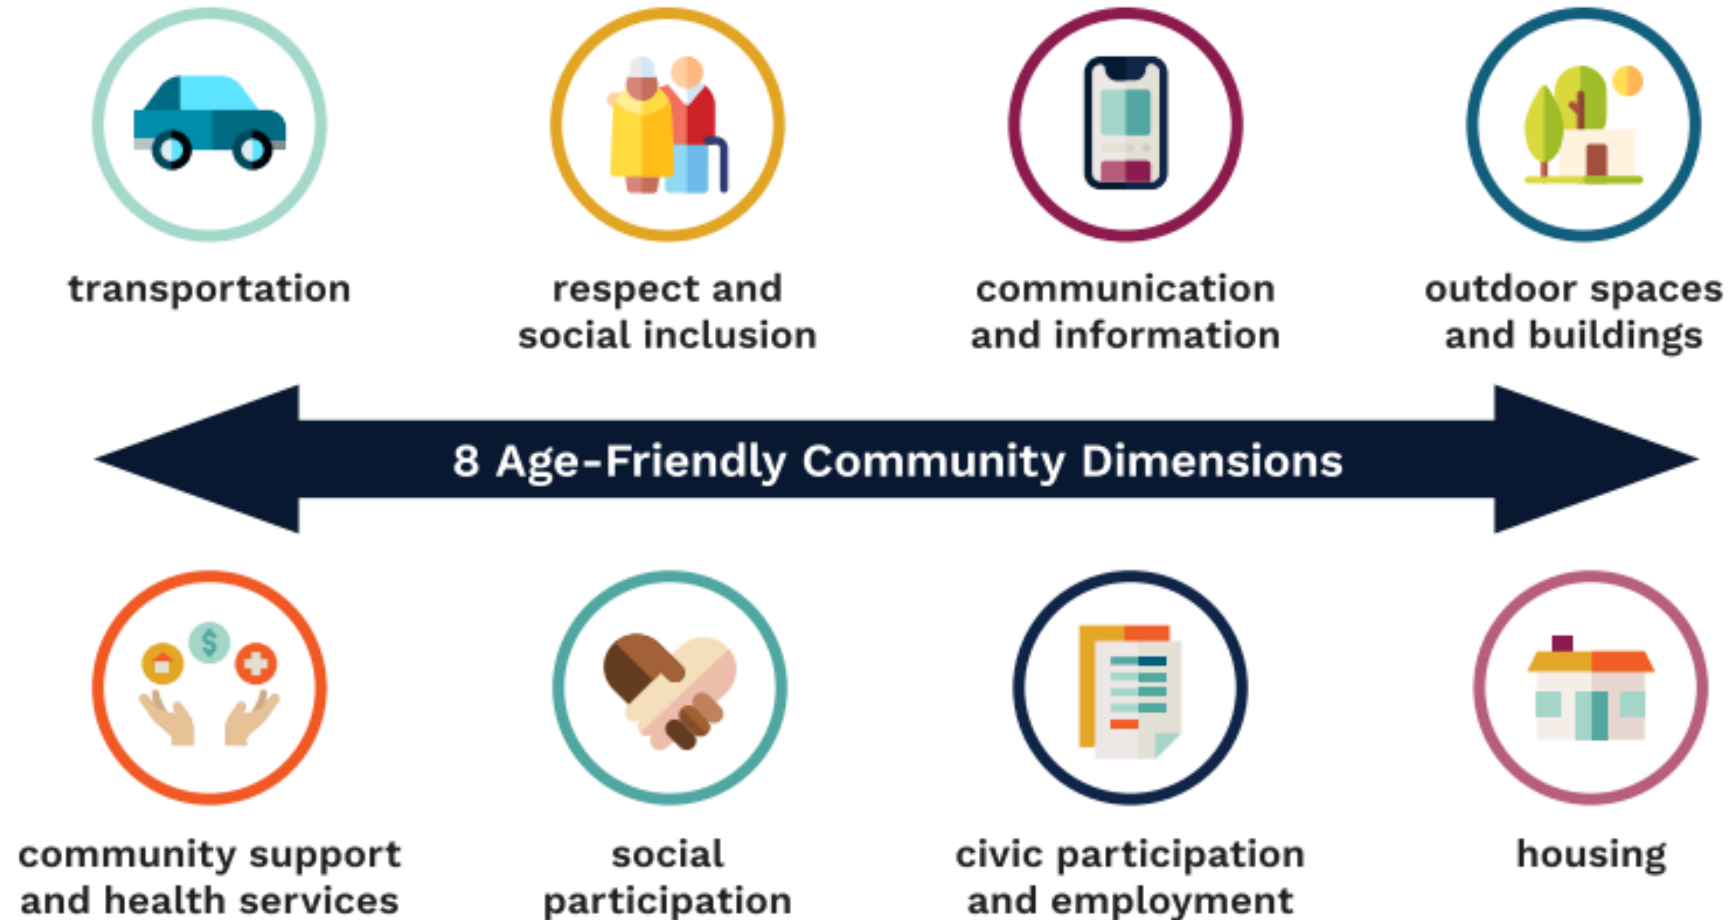 transportation
respect and
social inclusion
communication
and information
outdoor spaces
and buildings
8 Age-Friendly Community Dimensions
$
community support
and health services
social
participation
civic participation
and employment
housing